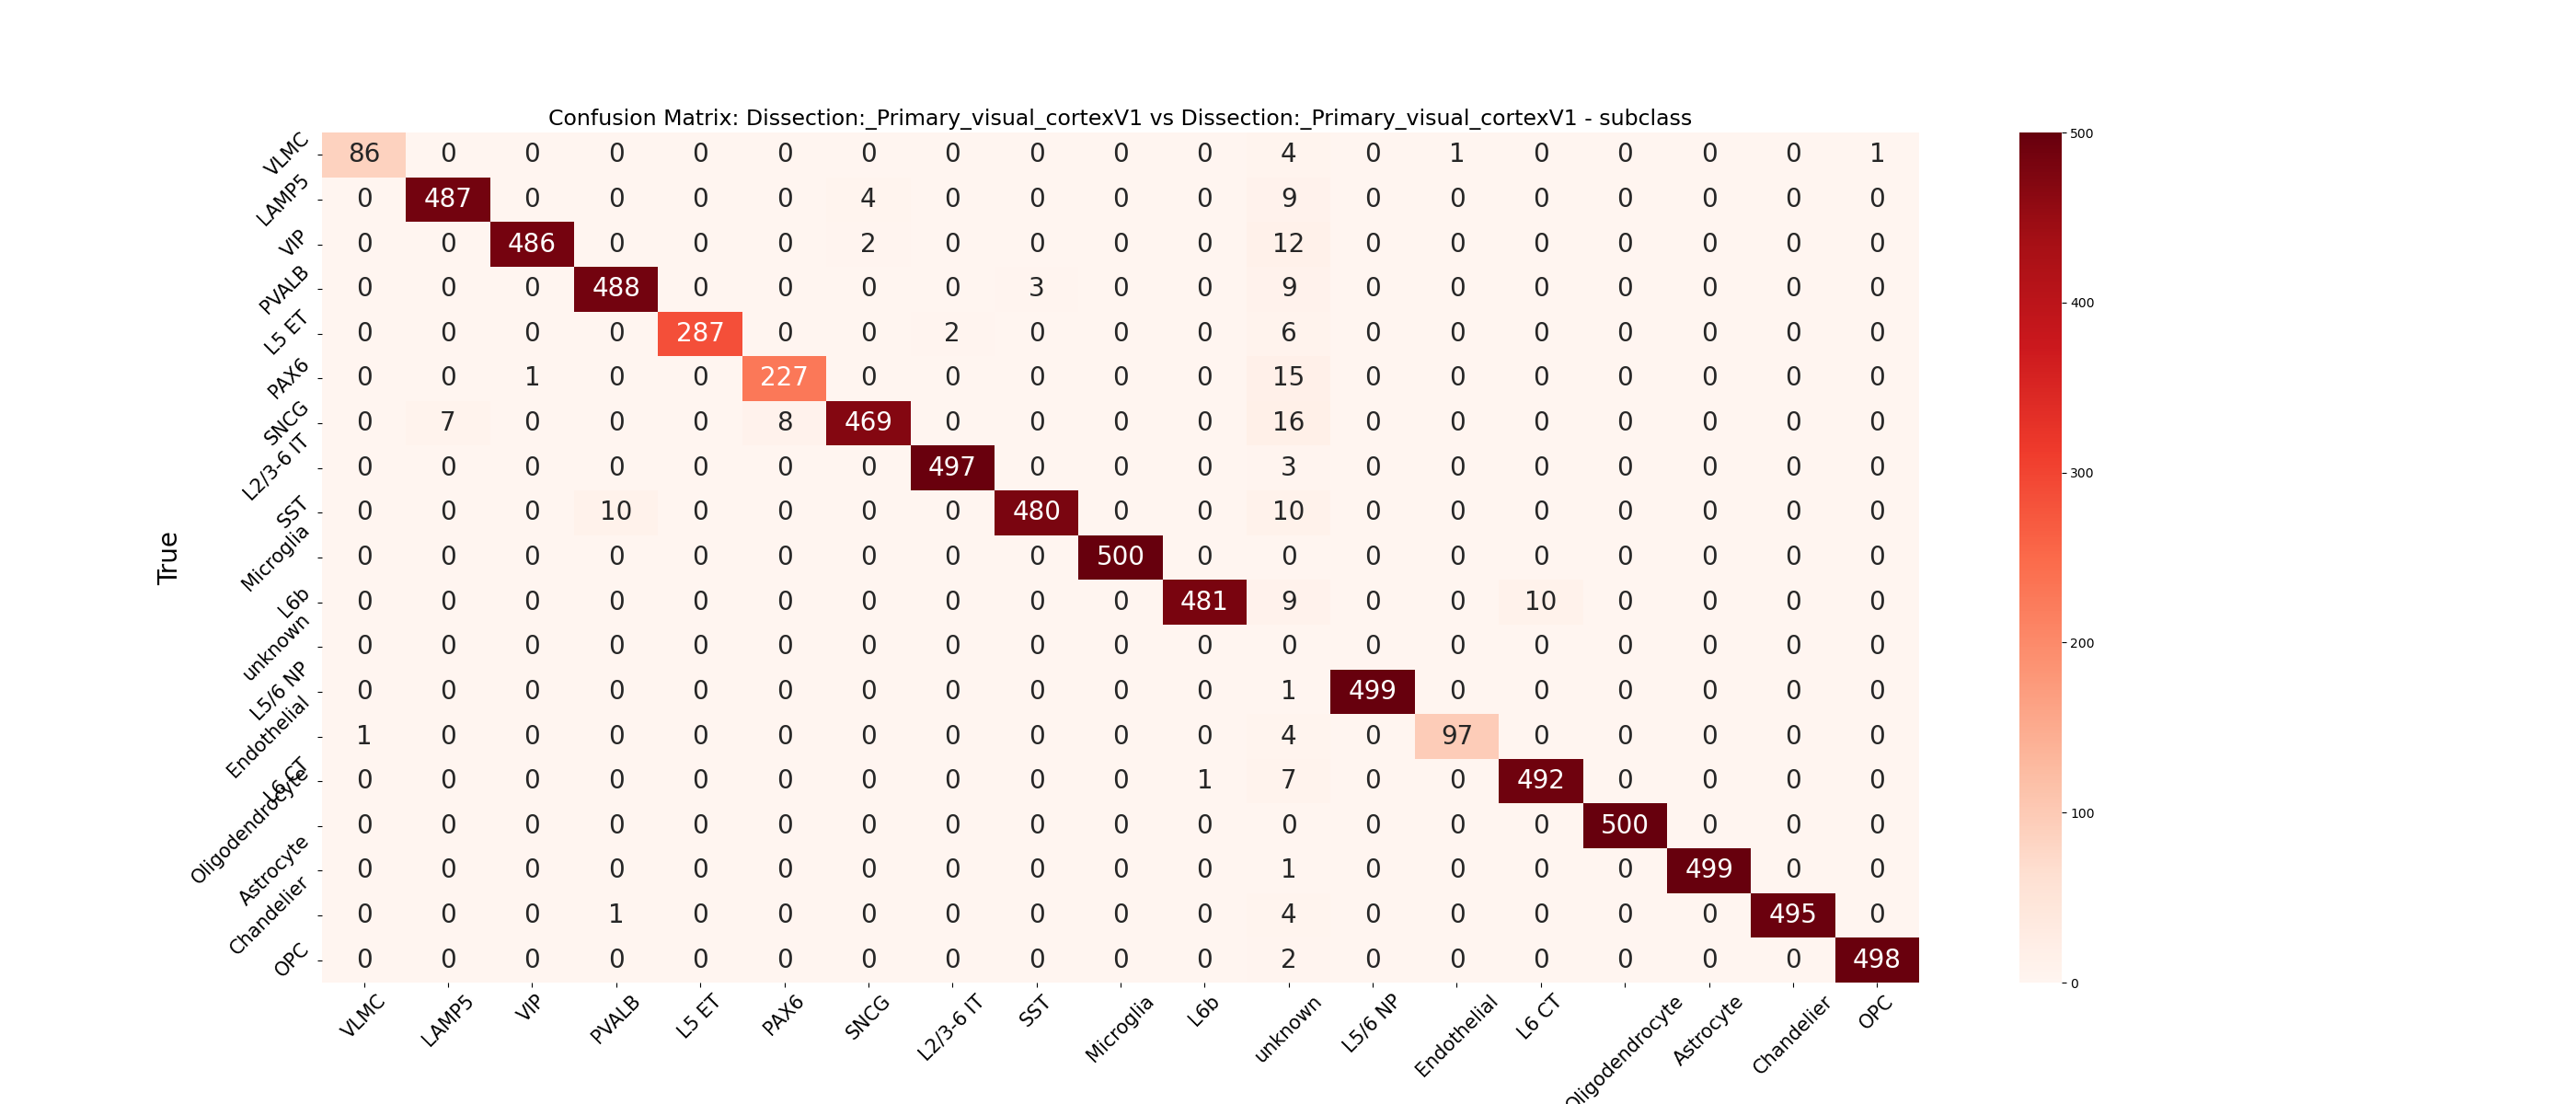 Confusion Matrix: Dissection:_Primary_visual_cortexV1 vs Dissection:_Primary_visual_cortexV1 - subclass
True
VLMC 86 0 0 0 0 0 0 0 0 0 0 4 0 1 0 0 0 0 1
LAMP5 0 487 0 0 0 0 4 0 0 0 0 9 0 0 0 0 0 0 0
VIP 0 0 486 0 0 0 2 0 0 0 0 12 0 0 0 0 0 0 0
PVALB 0 0 0 488 0 0 0 0 3 0 0 9 0 0 0 0 0 0 0
L5 ET 0 0 0 0 287 0 0 2 0 0 0 6 0 0 0 0 0 0 0
PAX6 0 0 1 0 0 227 0 0 0 0 0 15 0 0 0 0 0 0 0
SNCG 0 7 0 0 0 8 469 0 0 0 0 16 0 0 0 0 0 0 0
L2/3-6 IT 0 0 0 0 0 0 0 497 0 0 0 3 0 0 0 0 0 0 0
SST 0 0 0 10 0 0 0 0 480 0 0 10 0 0 0 0 0 0 0
Microglia 0 0 0 0 0 0 0 0 0 500 0 0 0 0 0 0 0 0 0
L6b 0 0 0 0 0 0 0 0 0 0 481 9 0 0 10 0 0 0 0
unknown 0 0 0 0 0 0 0 0 0 0 0 0 0 0 0 0 0 0 0
L5/6 NP 0 0 0 0 0 0 0 0 0 0 0 1 499 0 0 0 0 0 0
Endothelial 1 0 0 0 0 0 0 0 0 0 0 4 0 97 0 0 0 0 0
L6 CT 0 0 0 0 0 0 0 0 0 0 1 7 0 0 492 0 0 0 0
Oligodendrocyte 0 0 0 0 0 0 0 0 0 0 0 0 0 0 0 500 0 0 0
Astrocyte 0 0 0 0 0 0 0 0 0 0 0 1 0 0 0 0 499 0 0
Chandelier 0 0 0 1 0 0 0 0 0 0 0 4 0 0 0 0 0 495 0
OPC 0 0 0 0 0 0 0 0 0 0 0 2 0 0 0 0 0 0 498
VLMC LAMP5 VIP PVALB L5 ET PAX6 SNCG L2/3-6 IT SST Microglia L6b unknown L5/6 NP Endothelial L6 CT Oligodendrocyte Astrocyte Chandelier OPC
500
400
300
200
100
0